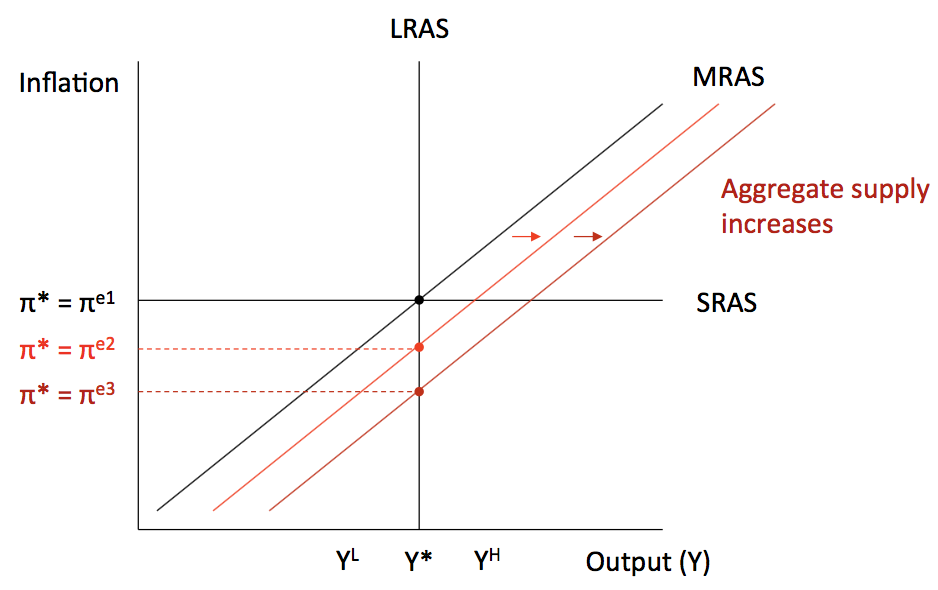 LRAS
Inflation
MRAS
Aggregate supply
increases
π* = πᵉ¹
SRAS
π* = πᵉ²
π* = πᵉ³
Yᴸ
Y*
Yᴴ
Output (Y)